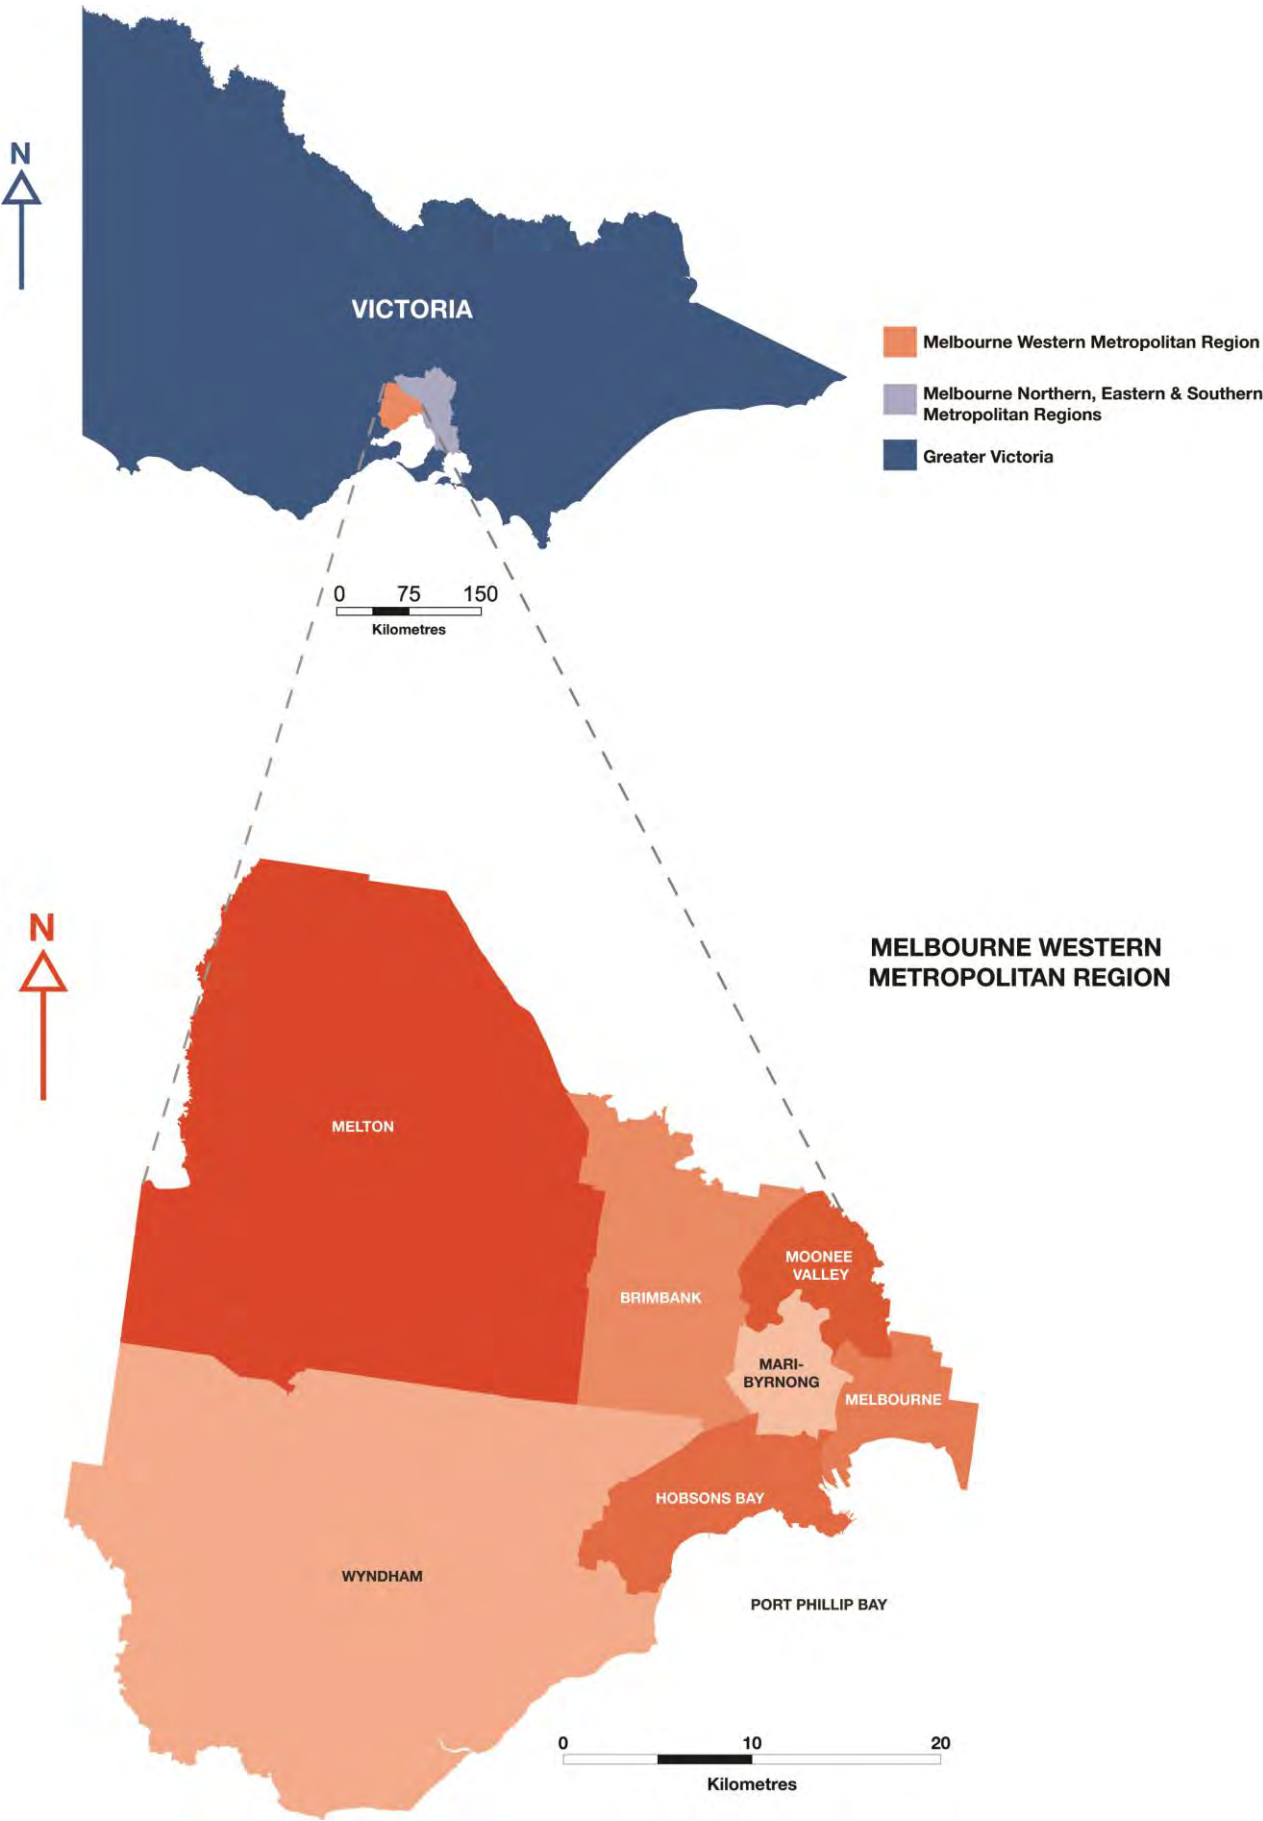 N
VICTORIA
Melbourne Western Metropolitan Region
Melbourne Northern, Eastern & Southern
Metropolitan Regions
Greater Victoria
0 75 150
Kilometres
N
MELBOURNE WESTERN
METROPOLITAN REGION
MELTON
MOONEE
VALLEY
BRIMBANK
MARI-
BYRNONG
MELBOURNE
HOBSONS BAY
WYNDHAM
PORT PHILLIP BAY
0 10 20
Kilometres